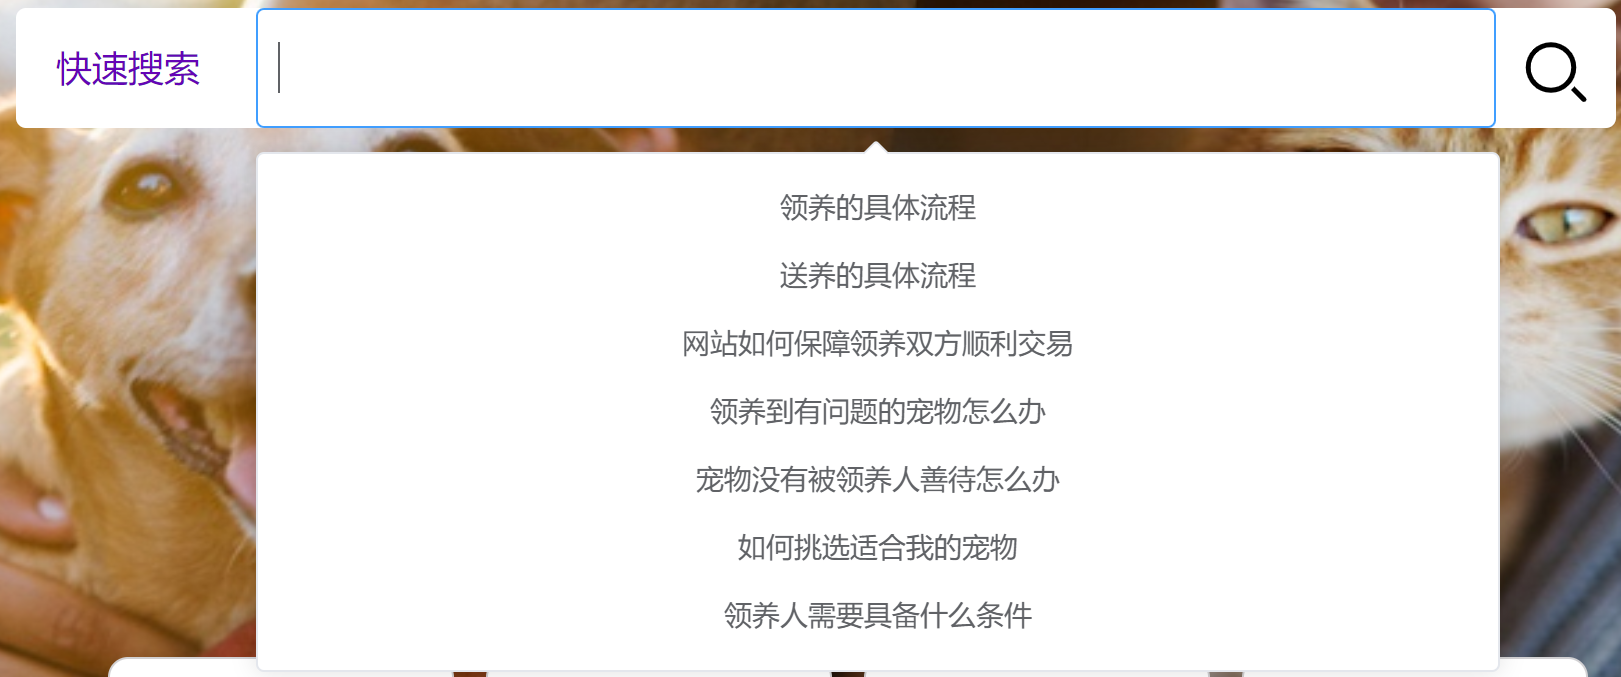 快速搜索
领养的具体流程
送养的具体流程
网站如何保障领养双方顺利交易
领养到有问题的宠物怎么办
宠物没有被领养人善待怎么办
如何挑选适合我的宠物
领养人需要具备什么条件